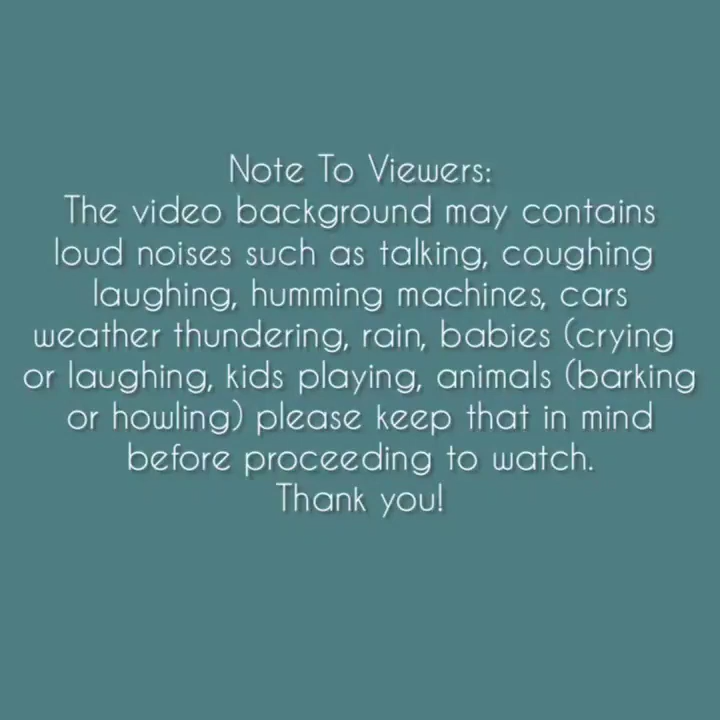 Note To Viewers:
The video background may contains
loud noises such as talking, coughing
laughing, humming machines, cars
weather thundering, rain, babies (crying
or laughing, kids playing, animals (barking
or howling) please keep that in mind
before proceeding to watch.
Thank you!